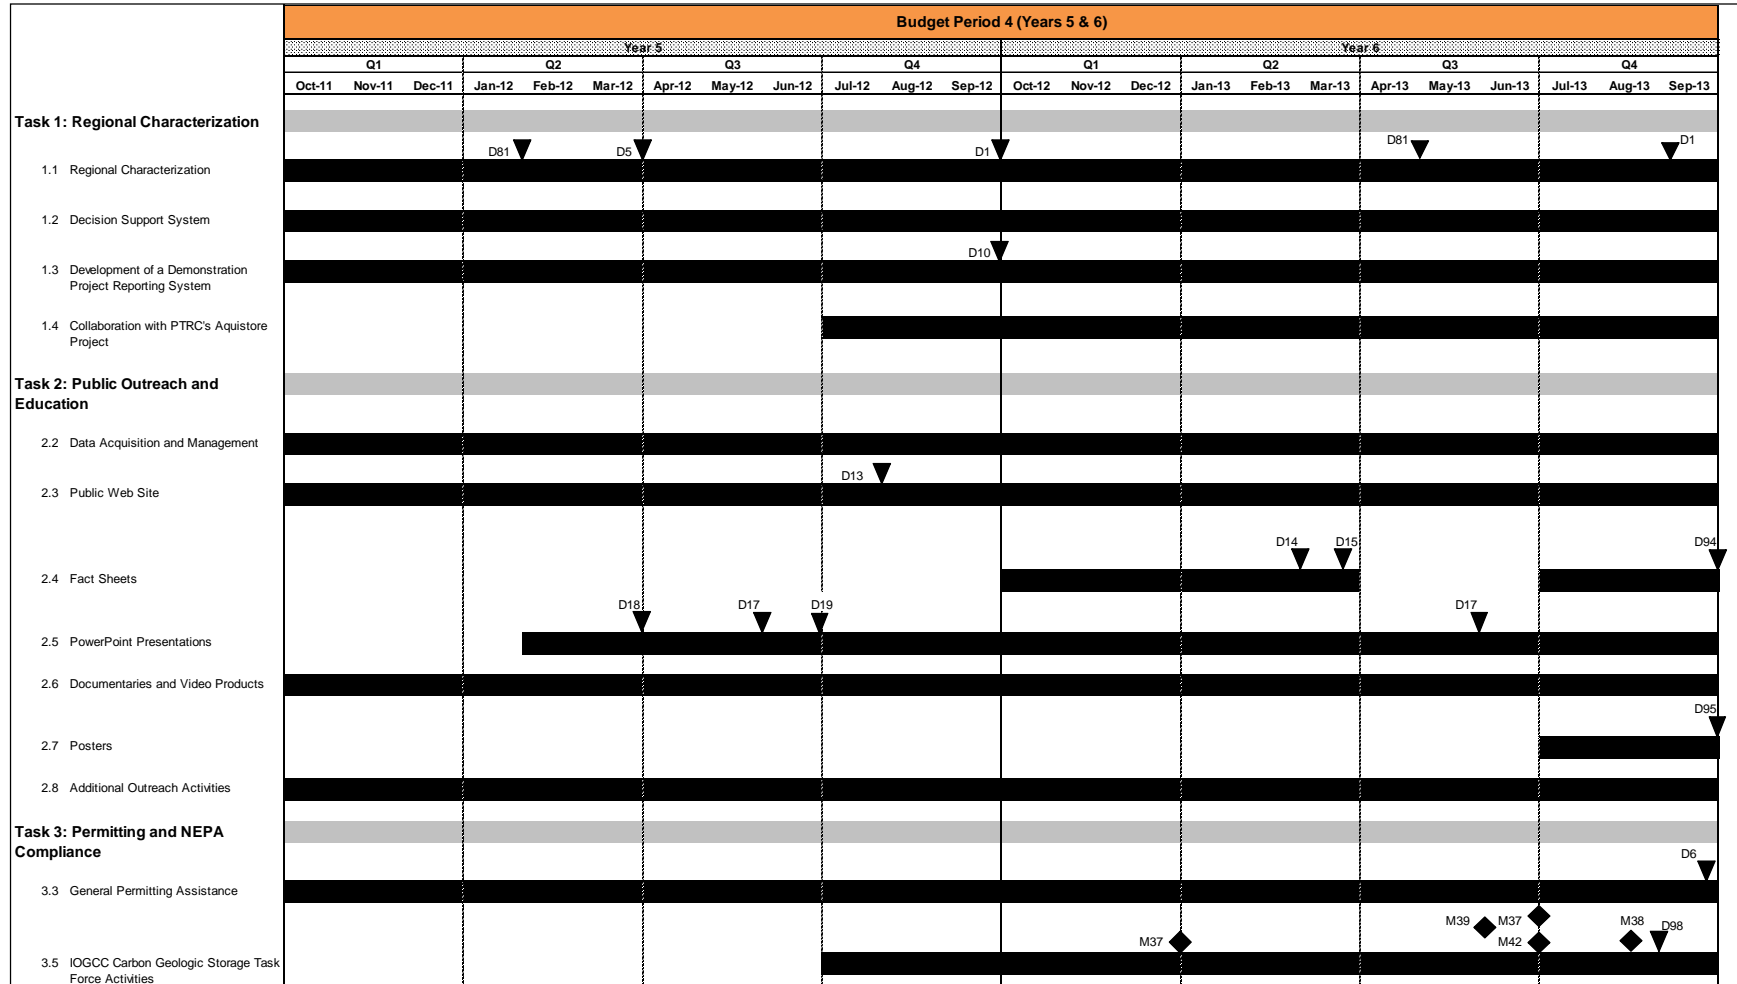 Budget Period 4 (Years 5 & 6)
Year 5 Year 6
Q1 Q2 Q3 Q4 Q1 Q2 Q3 Q4
Oct-11 Nov-11 Dec-11 Jan-12 Feb-12 Mar-12 Apr-12 May-12 Jun-12 Jul-12 Aug-12 Sep-12 Oct-12 Nov-12 Dec-12 Jan-13 Feb-13 Mar-13 Apr-13 May-13 Jun-13 Jul-13 Aug-13 Sep-13
Task 1: Regional Characterization
D81 D5 D1 D81 D1
1.1 Regional Characterization
1.2 Decision Support System
D10
1.3 Development of a Demonstration
Project Reporting System
1.4 Collaboration with PTRC's Aquistore
Project
Task 2: Public Outreach and
Education
2.2 Data Acquisition and Management
D13
2.3 Public Web Site
D14 D15 D94
2.4 Fact Sheets
D18 D17 D19 D17
2.5 PowerPoint Presentations
2.6 Documentaries and Video Products
D95
2.7 Posters
2.8 Additional Outreach Activities
Task 3: Permitting and NEPA
Compliance
D6
3.3 General Permitting Assistance
M39 M37 M38 D98
M37 M42
3.5 IOGCC Carbon Geologic Storage Task
Force Activities